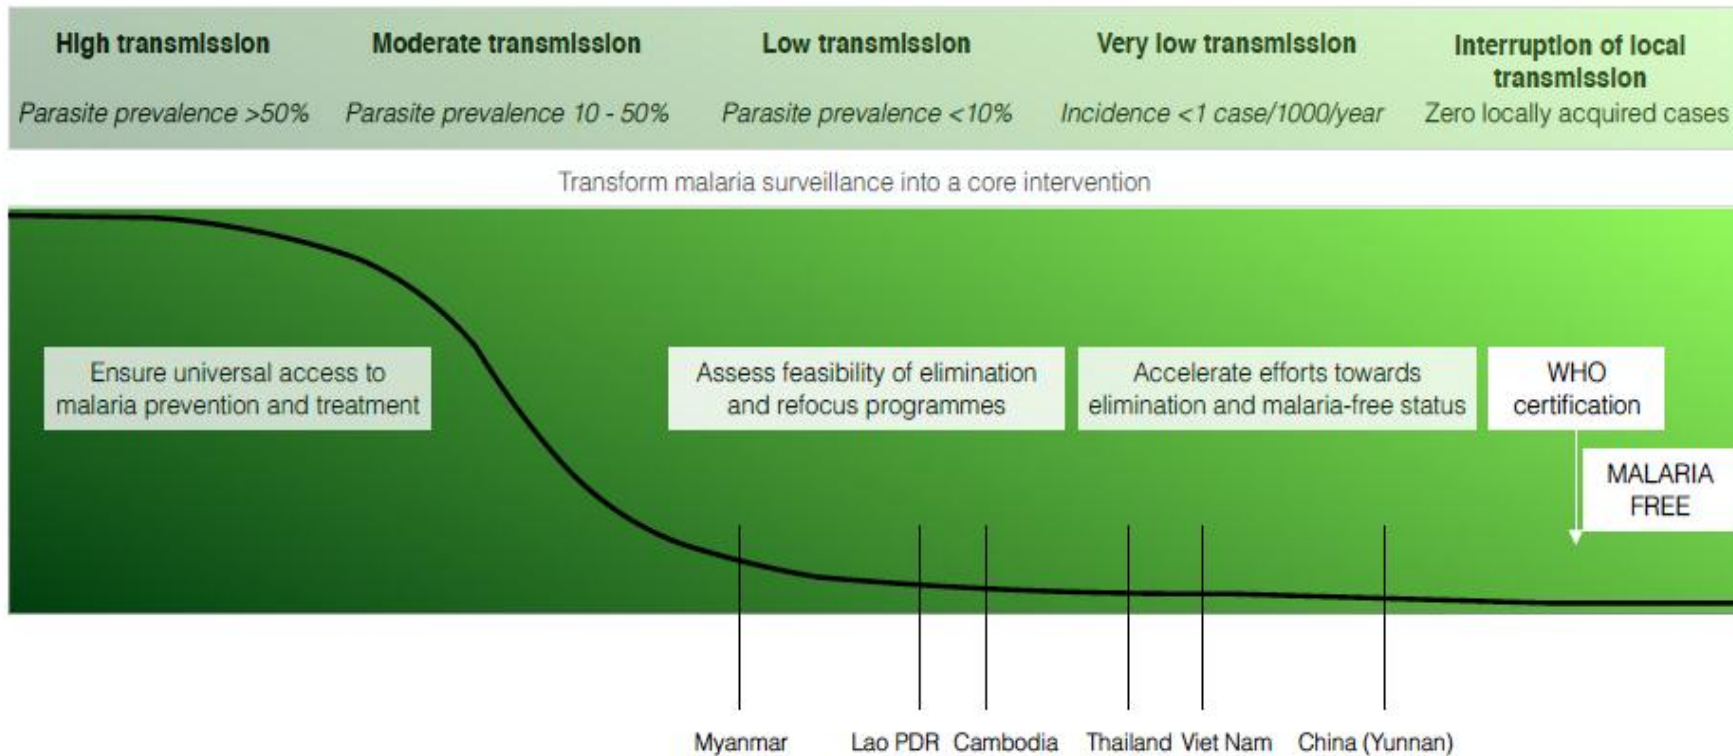 High transmission
Parasite prevalence >50%
Moderate transmission
Parasite prevalence 10 - 50%
Low transmission
Parasite prevalence <10%
Very low transmission
Incidence <1 case/1000/year
Interruption of local
transmission
Zero locally acquired cases
Transform malaria surveillance into a core intervention
Ensure universal access to
malaria prevention and treatment
Assess feasibility of elimination
and refocus programmes
Accelerate efforts towards
elimination and malaria-free status
WHO
certification
MALARIA
FREE
Myanmar
Lao PDR
Cambodia
Thailand
Viet Nam
China (Yunnan)